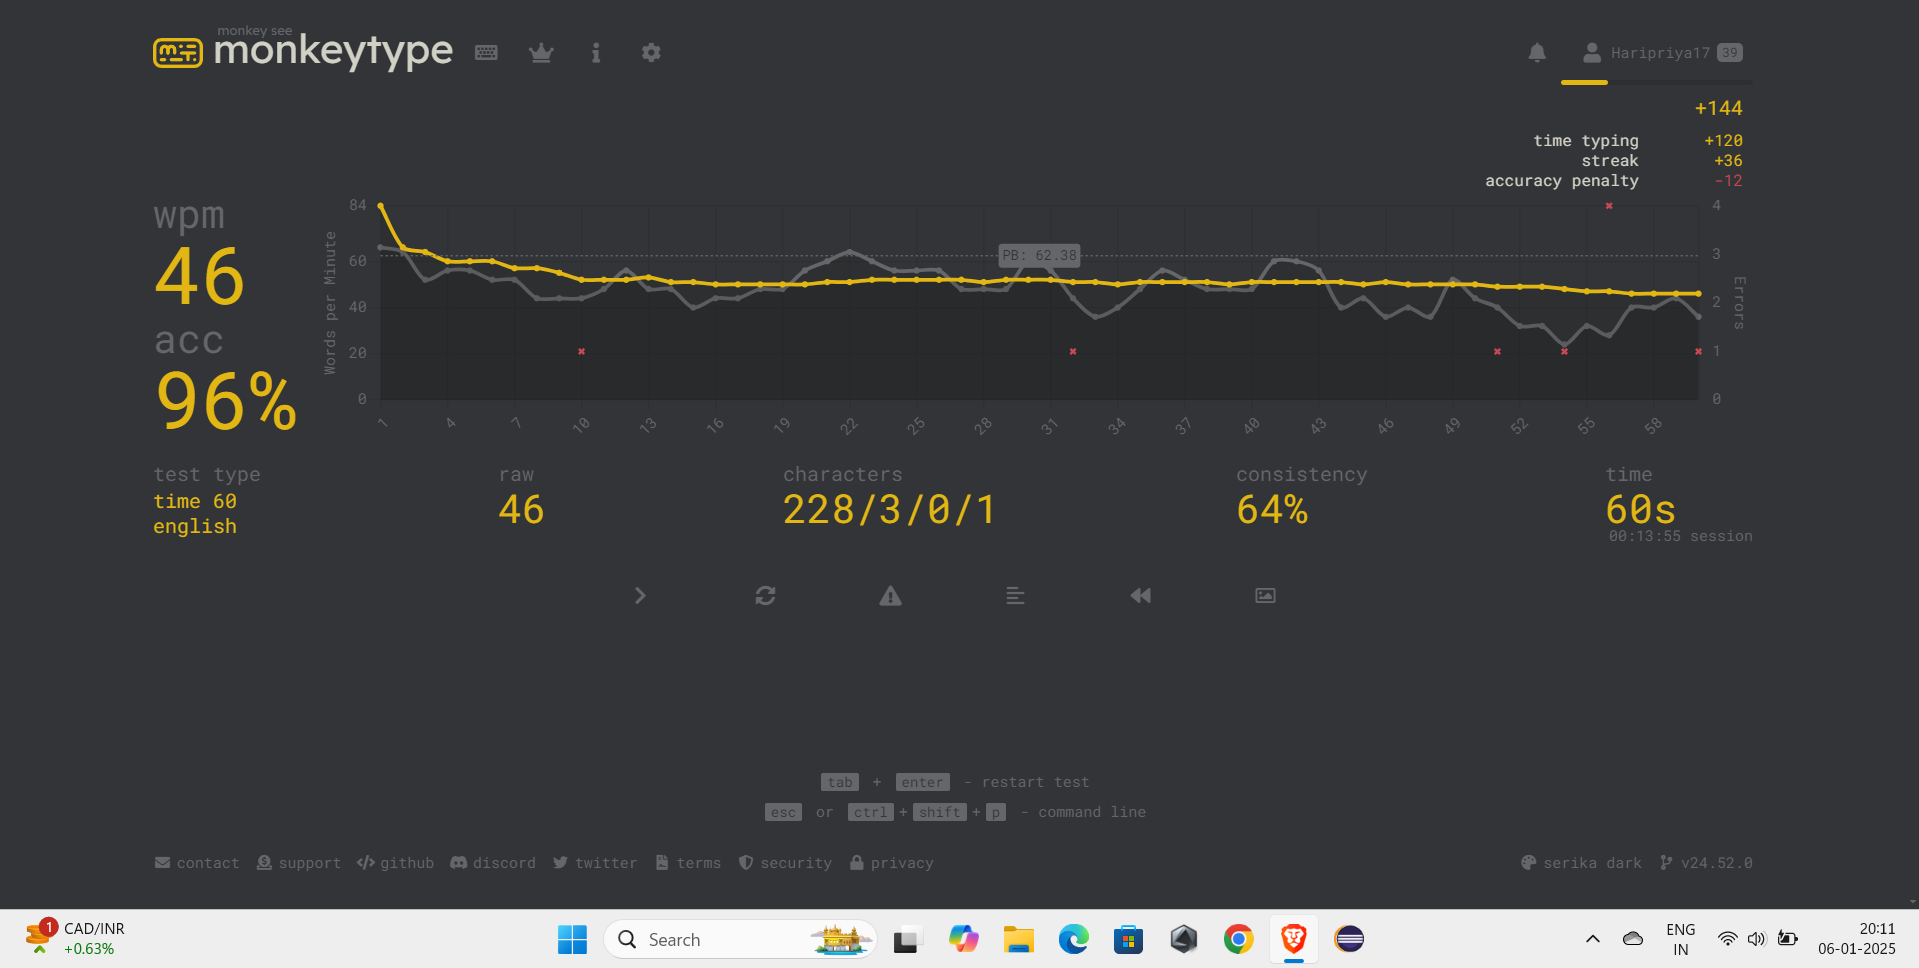 monkey see
monkeytype
Haripriya17 39
+144
time typing +120
streak +36
accuracy penalty -12
wpm
46
acc
96%
Words per Minute
84
60
40
20
0
PB: 62.38
4
3
2
1
0
Errors
1 4 7 10 13 16 19 22 25 28 31 34 37 40 43 46 49 52 55 58
test type
time 60
english
raw
46
characters
228/3/0/1
consistency
64%
time
60s
00:13:55 session
tab + enter - restart test
esc or ctrl + shift + p - command line
contact support github discord twitter terms security privacy serika dark v24.52.0
1 CAD/INR
+0.63%
Search
ENG
IN
20:11
06-01-2025